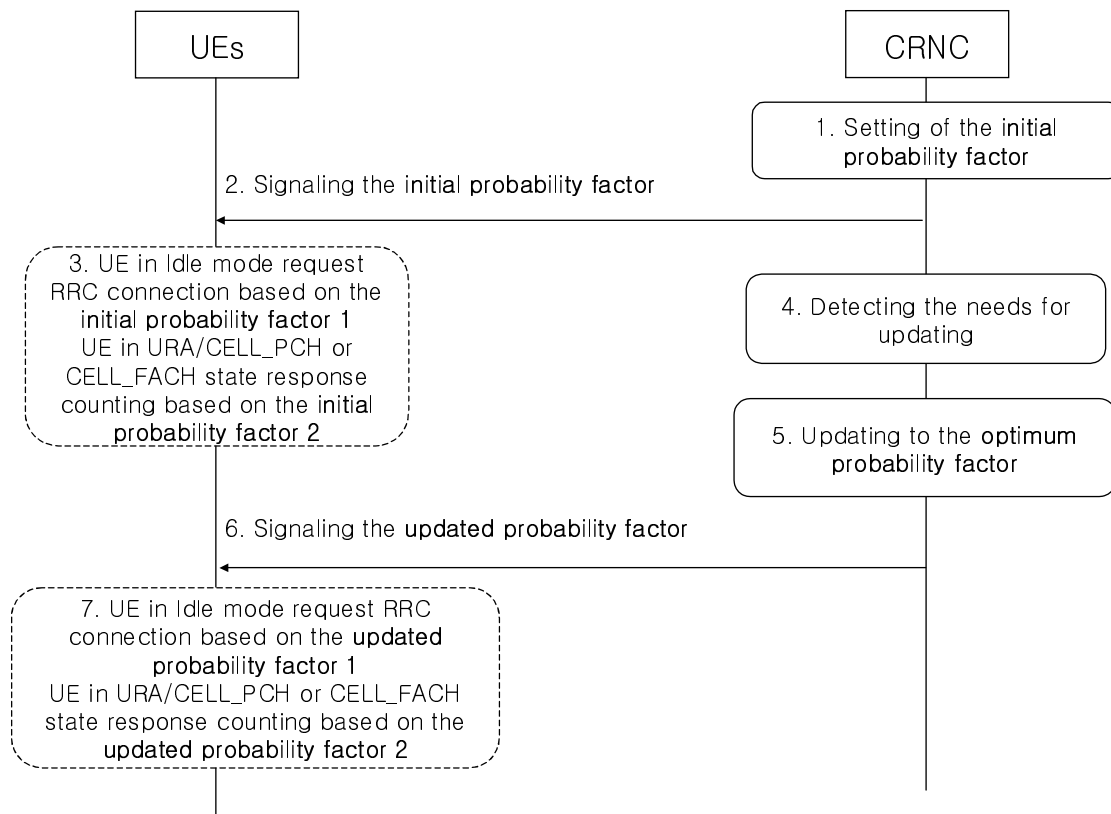 UEs
CRNC
1. Setting of the initial
probability factor
2. Signaling the initial probability factor
3. UE in Idle mode request
RRC connection based on the
initial probability factor 1
UE in URA/CELL_PCH or
CELL_FACH state response
counting based on the initial
probability factor 2
4. Detecting the needs for
updating
5. Updating to the optimum
probability factor
6. Signaling the updated probability factor
7. UE in Idle mode request RRC
connection based on the updated
probability factor 1
UE in URA/CELL_PCH or CELL_FACH
state response counting based on the
updated probability factor 2